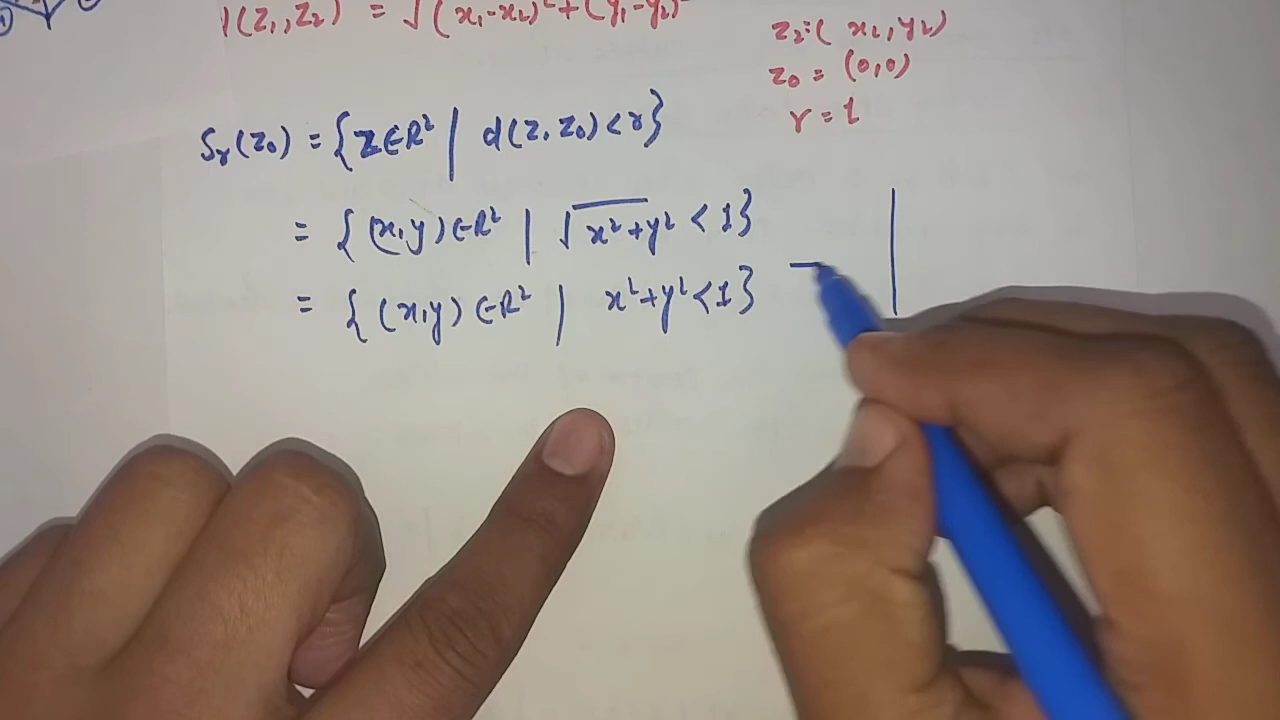 (z₁,z₂) = √(x₁-x₂)²+(y₁-y₂)²
z₂=(x₂,y₂)
z₀ = (0,0)
r=1
Sᵣ(z₀) = {z∈R² | d(z,z₀)<r}
= {(x,y)∈R² | √x²+y² < 1}
= {(x,y)∈R² | x²+y²<1}